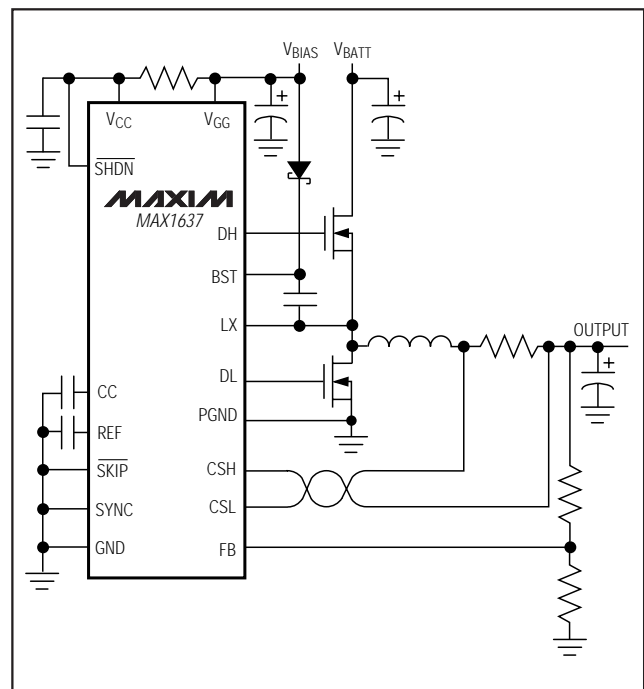 VBIAS VBATT
+ +
VCC VGG
SHDN
MAXIM
MAX1637
DH
BST
LX
OUTPUT
+
DL
PGND
CC
REF
CSH
SKIP
CSL
SYNC
GND
FB